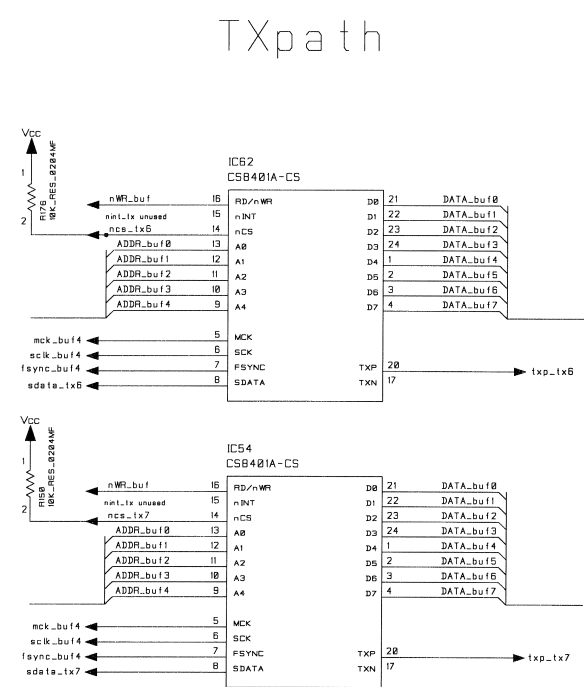 TXpath
Vcc
1
2
R176
10K_RES_0204MF
IC62
CS8401A-CS
nWR_buf 16 RD/nWR D0 21 DATA_buf0
nint_tx unused 15 nINT D1 22 DATA_buf1
ncs_tx6 14 nCS D2 23 DATA_buf2
ADDR_buf0 13 A0 D3 24 DATA_buf3
ADDR_buf1 12 A1 D4 1 DATA_buf4
ADDR_buf2 11 A2 D5 2 DATA_buf5
ADDR_buf3 10 A3 D6 3 DATA_buf6
ADDR_buf4 9 A4 D7 4 DATA_buf7
mck_buf4 5 MCK
sclk_buf4 6 SCK
fsync_buf4 7 FSYNC TXP 20 txp_tx6
sdata_tx6 8 SDATA TXN 17
Vcc
1
2
R150
10K_RES_0204MF
IC54
CS8401A-CS
nWR_buf 16 RD/nWR D0 21 DATA_buf0
nint_tx unused 15 nINT D1 22 DATA_buf1
ncs_tx7 14 nCS D2 23 DATA_buf2
ADDR_buf0 13 A0 D3 24 DATA_buf3
ADDR_buf1 12 A1 D4 1 DATA_buf4
ADDR_buf2 11 A2 D5 2 DATA_buf5
ADDR_buf3 10 A3 D6 3 DATA_buf6
ADDR_buf4 9 A4 D7 4 DATA_buf7
mck_buf4 5 MCK
sclk_buf4 6 SCK
fsync_buf4 7 FSYNC TXP 20 txp_tx7
sdata_tx7 8 SDATA TXN 17